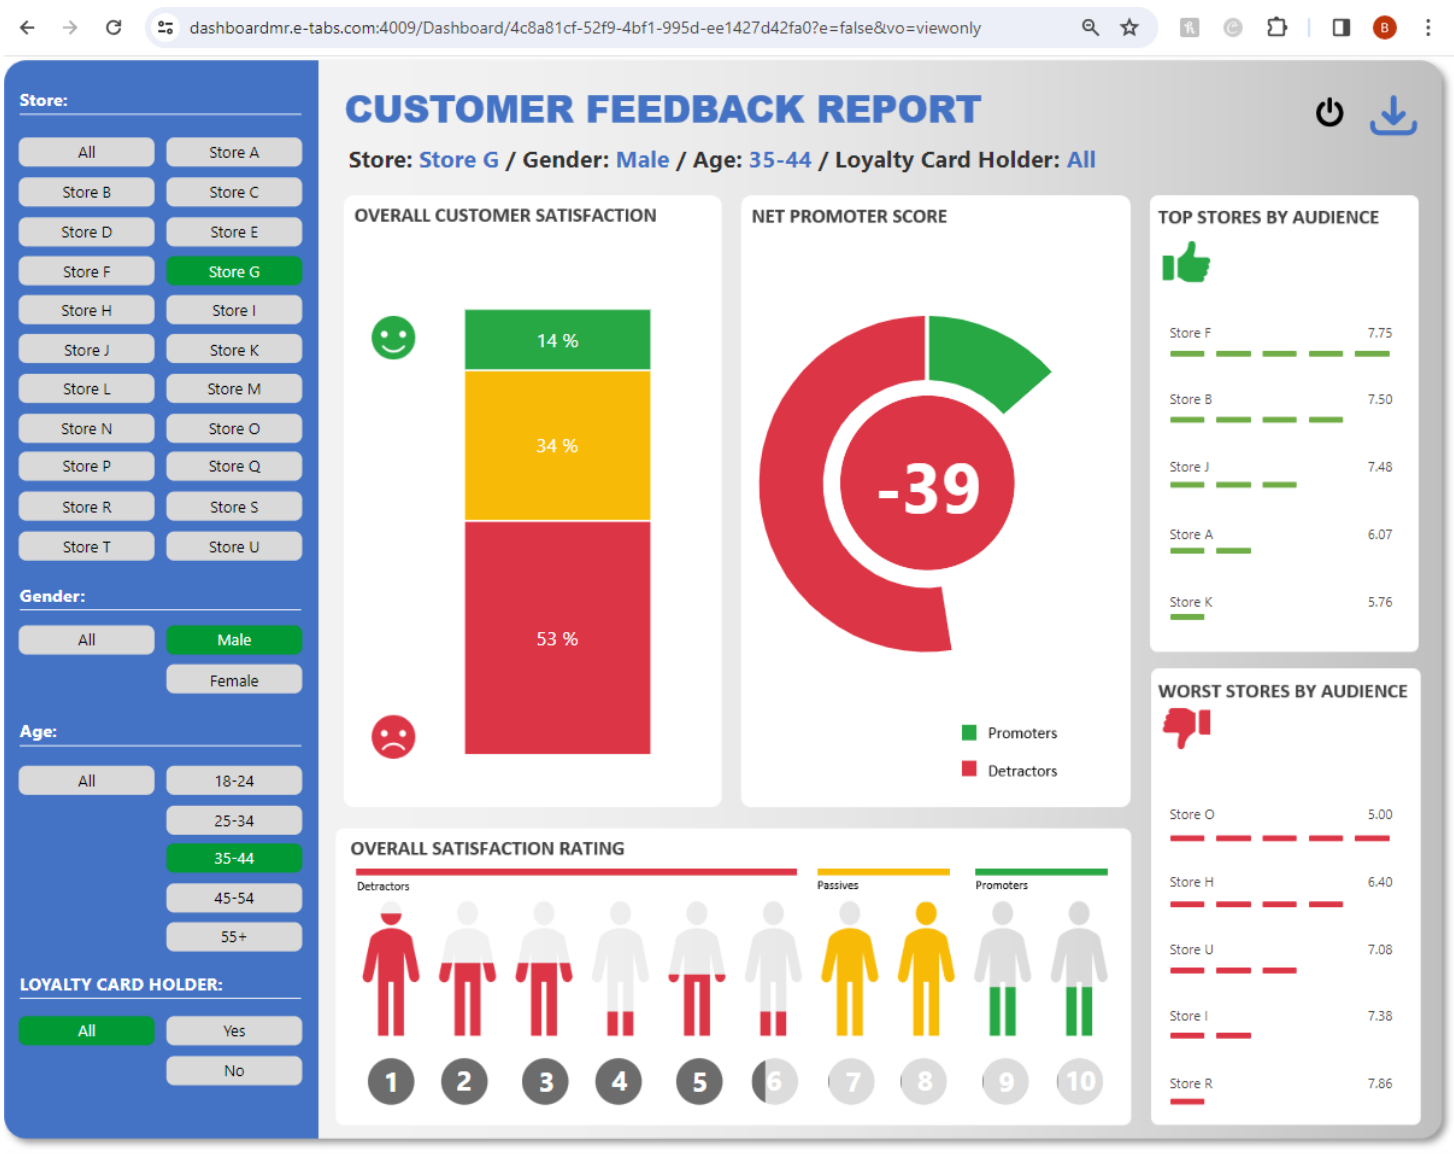 dashboardmr.e-tabs.com:4009/Dashboard/4c8a81cf-52f9-4bf1-995d-ee1427d42fa0?e=false&vo=viewonly
B
Store:
All
Store A
Store B
Store C
Store D
Store E
Store F
Store G
Store H
Store I
Store J
Store K
Store L
Store M
Store N
Store O
Store P
Store Q
Store R
Store S
Store T
Store U
Gender:
All
Male
Female
Age:
All
18-24
25-34
35-44
45-54
55+
LOYALTY CARD HOLDER:
All
Yes
No
CUSTOMER FEEDBACK REPORT
Store: Store G / Gender: Male / Age: 35-44 / Loyalty Card Holder: All
OVERALL CUSTOMER SATISFACTION
14 %
34 %
53 %
NET PROMOTER SCORE
-39
Promoters
Detractors
OVERALL SATISFACTION RATING
Detractors
Passives
Promoters
1
2
3
4
5
6
7
8
9
10
TOP STORES BY AUDIENCE
Store F 7.75
Store B 7.50
Store J 7.48
Store A 6.07
Store K 5.76
WORST STORES BY AUDIENCE
Store O 5.00
Store H 6.40
Store U 7.08
Store I 7.38
Store R 7.86